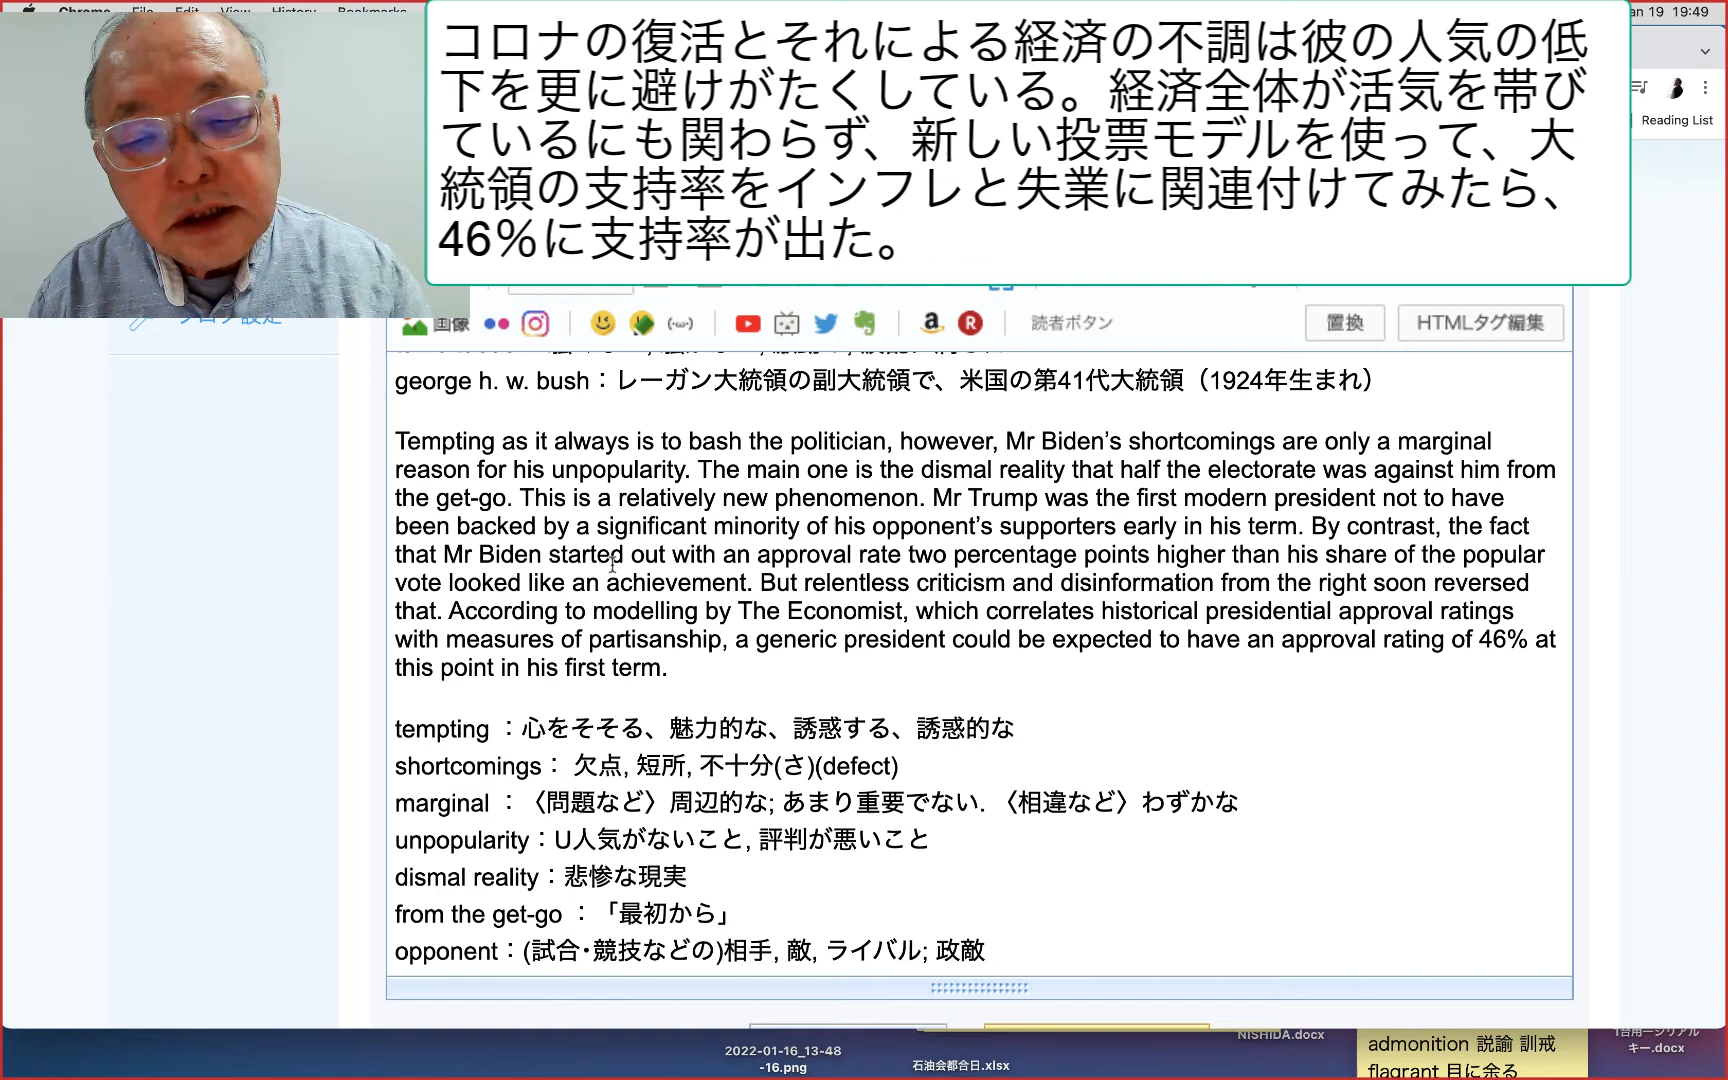 Chrome File Edit View History Bookmarks
an 19 19:49
コロナの復活とそれによる経済の不調は彼の人気の低
下を更に避けがたくしている。経済全体が活気を帯び
ているにも関わらず、新しい投票モデルを使って、大
統領の支持率をインフレと失業に関連付けてみたら、
46%に支持率が出た。
Reading List
画像
読者ボタン
置換
HTMLタグ編集
george h. w. bush：レーガン大統領の副大統領で、米国の第41代大統領（1924年生まれ）
Tempting as it always is to bash the politician, however, Mr Biden’s shortcomings are only a marginal
reason for his unpopularity. The main one is the dismal reality that half the electorate was against him from
the get-go. This is a relatively new phenomenon. Mr Trump was the first modern president not to have
been backed by a significant minority of his opponent’s supporters early in his term. By contrast, the fact
that Mr Biden started out with an approval rate two percentage points higher than his share of the popular
vote looked like an achievement. But relentless criticism and disinformation from the right soon reversed
that. According to modelling by The Economist, which correlates historical presidential approval ratings
with measures of partisanship, a generic president could be expected to have an approval rating of 46% at
this point in his first term.
tempting ：心をそそる、魅力的な、誘惑する、誘惑的な
shortcomings： 欠点, 短所, 不十分(さ)(defect)
marginal ：〈問題など〉周辺的な; あまり重要でない. 〈相違など〉わずかな
unpopularity：U人気がないこと, 評判が悪いこと
dismal reality：悲惨な現実
from the get-go ：「最初から」
opponent：(試合・競技などの)相手, 敵, ライバル; 政敵
2022-01-16_13-48
-16.png
石油会都合日.xlsx
NISHIDA.docx
admonition 説諭 訓戒
flagrant 目に余る
キー.docx